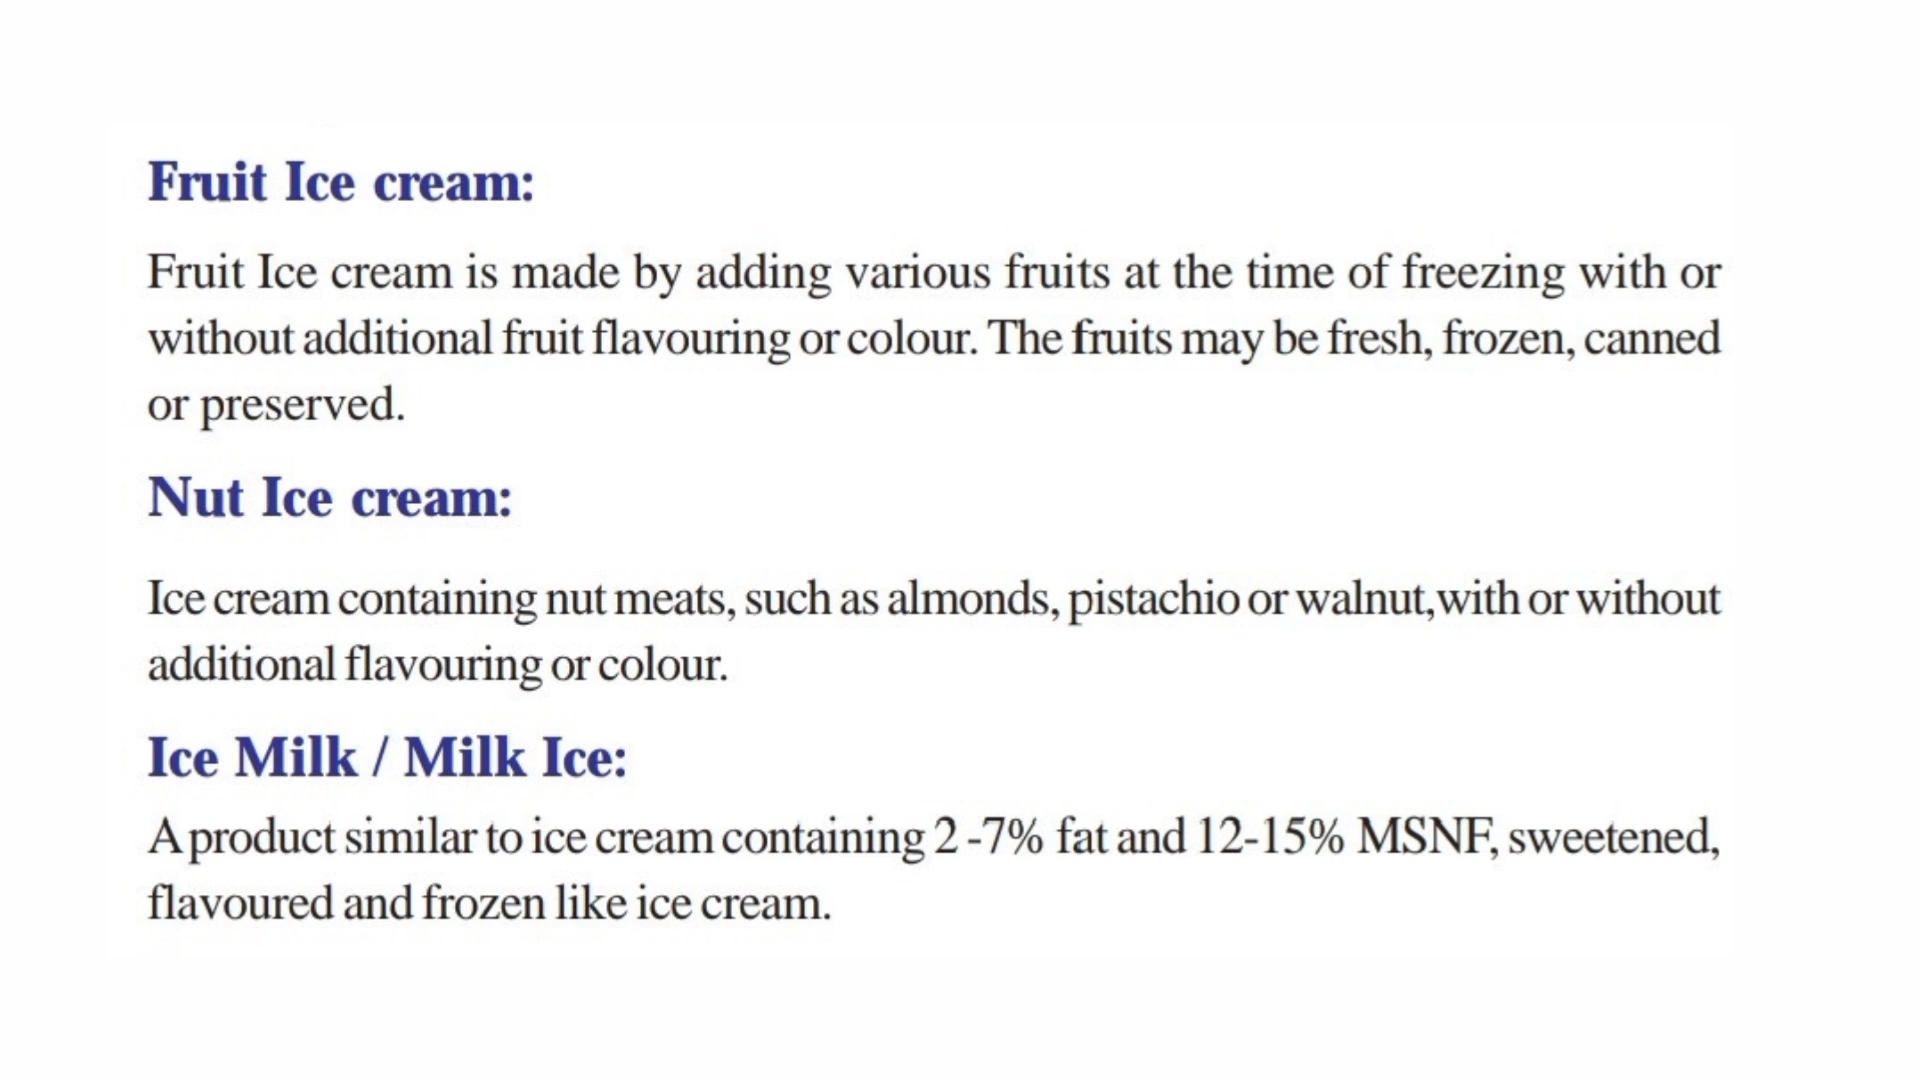 Fruit Ice cream:
Fruit Ice cream is made by adding various fruits at the time of freezing with or
without additional fruit flavouring or colour. The fruits may be fresh, frozen, canned
or preserved.
Nut Ice cream:
Ice cream containing nut meats, such as almonds, pistachio or walnut,with or without
additional flavouring or colour.
Ice Milk / Milk Ice:
A product similar to ice cream containing 2 -7% fat and 12-15% MSNF, sweetened,
flavoured and frozen like ice cream.